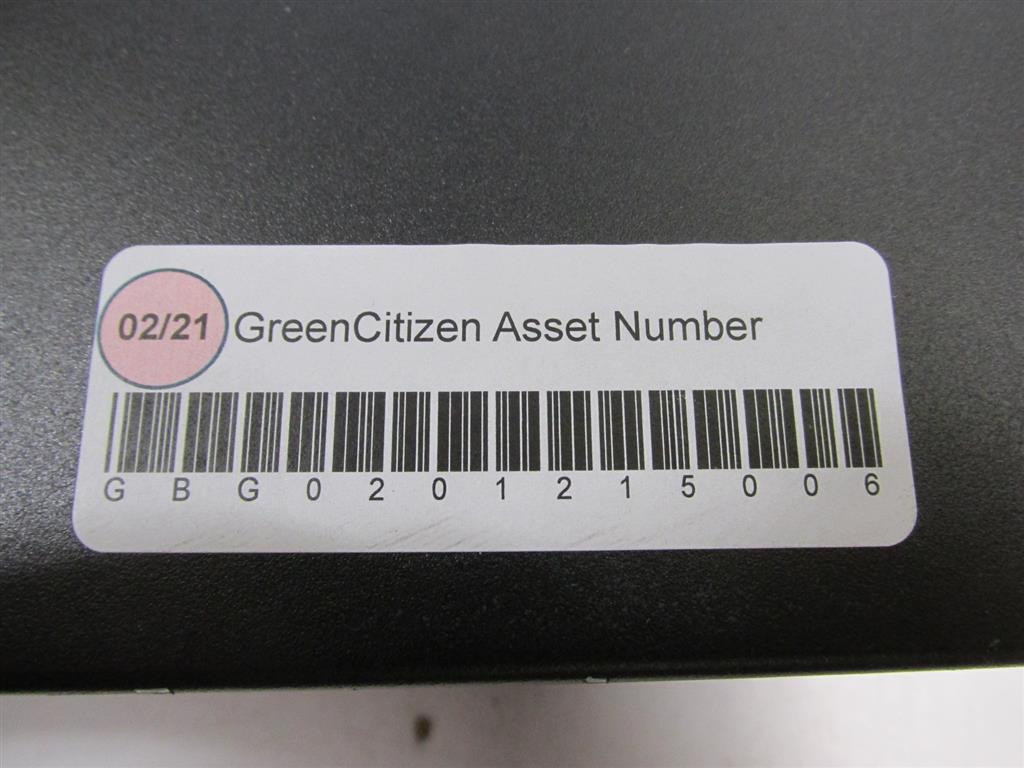 02/21 GreenCitizen Asset Number
G B G 0 2 0 1 2 1 5 0 0 6